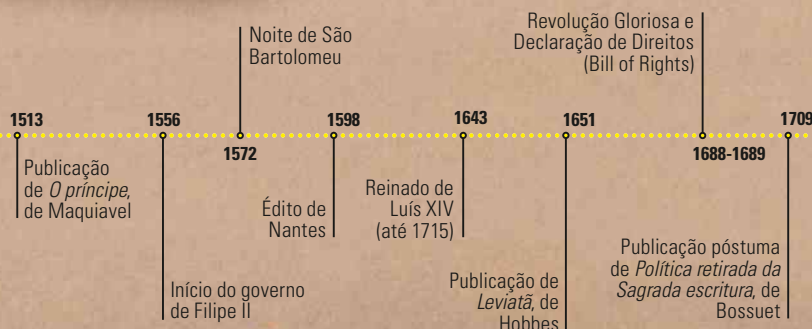 Noite de São
Bartolomeu
Revolução Gloriosa e
Declaração de Direitos
(Bill of Rights)
1513
1556
1572
1598
1643
1651
1688-1689
1709
Publicação
de O príncipe,
de Maquiavel
Início do governo
de Filipe II
Édito de
Nantes
Reinado de
Luís XIV
(até 1715)
Publicação de
Leviatã, de
Hobbes
Publicação póstuma
de Política retirada da
Sagrada escritura, de
Bossuet